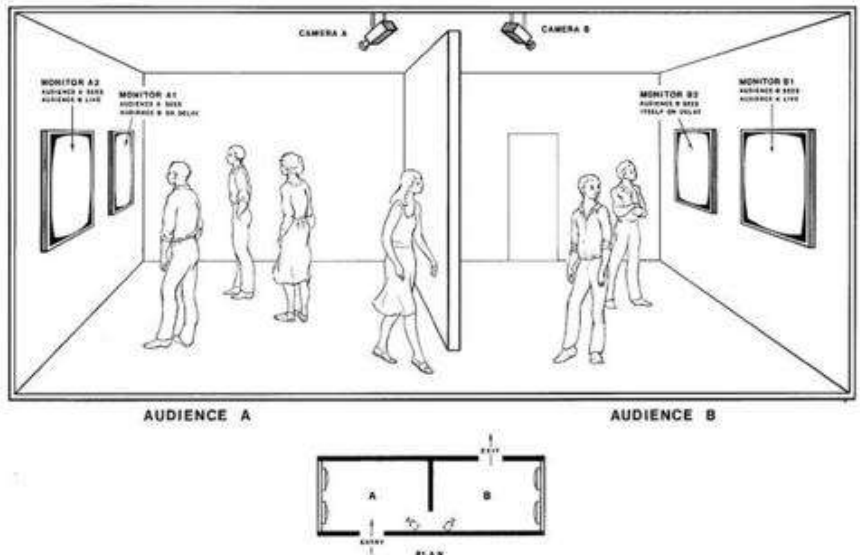 CAMERA A
CAMERA B
MONITOR A2
AUDIENCE A SEES
AUDIENCE B LIVE
MONITOR A1
AUDIENCE A SEES
AUDIENCE B ON DELAY
MONITOR B2
AUDIENCE B SEES
ITSELF ON DELAY
MONITOR B1
AUDIENCE B SEES
AUDIENCE A LIVE
AUDIENCE A
AUDIENCE B
EXIT
A
B
ENTRY
PLAN